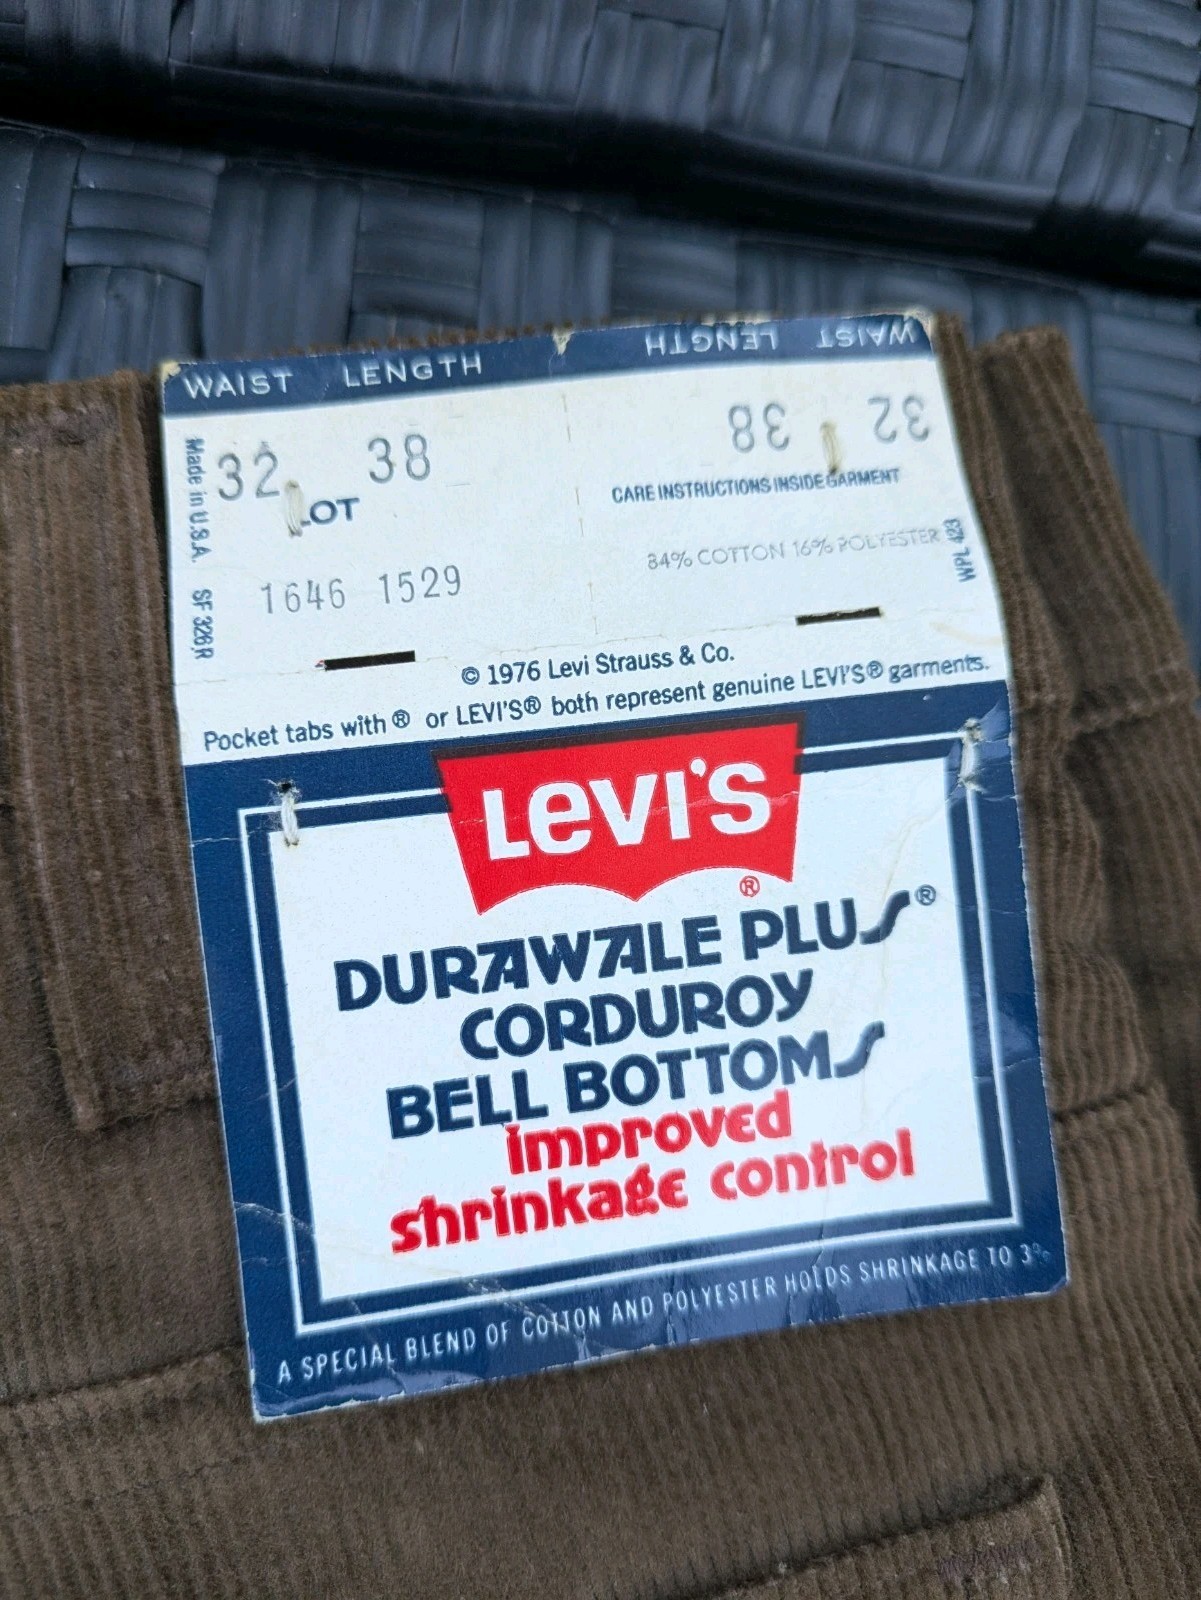 WAIST LENGTH
LENGTH WAIST
32 38
38 32
LOT
1646 1529
Made in U.S.A. SF 326R
CARE INSTRUCTIONS INSIDE GARMENT
84% COTTON 16% POLYESTER
WPL 423
© 1976 Levi Strauss & Co.
Pocket tabs with ® or LEVI'S® both represent genuine LEVI'S® garments.
LEVI'S
®
DURAWALE PLUS®
CORDUROY
BELL BOTTOMS
improved
shrinkage control
A SPECIAL BLEND OF COTTON AND POLYESTER HOLDS SHRINKAGE TO 3%